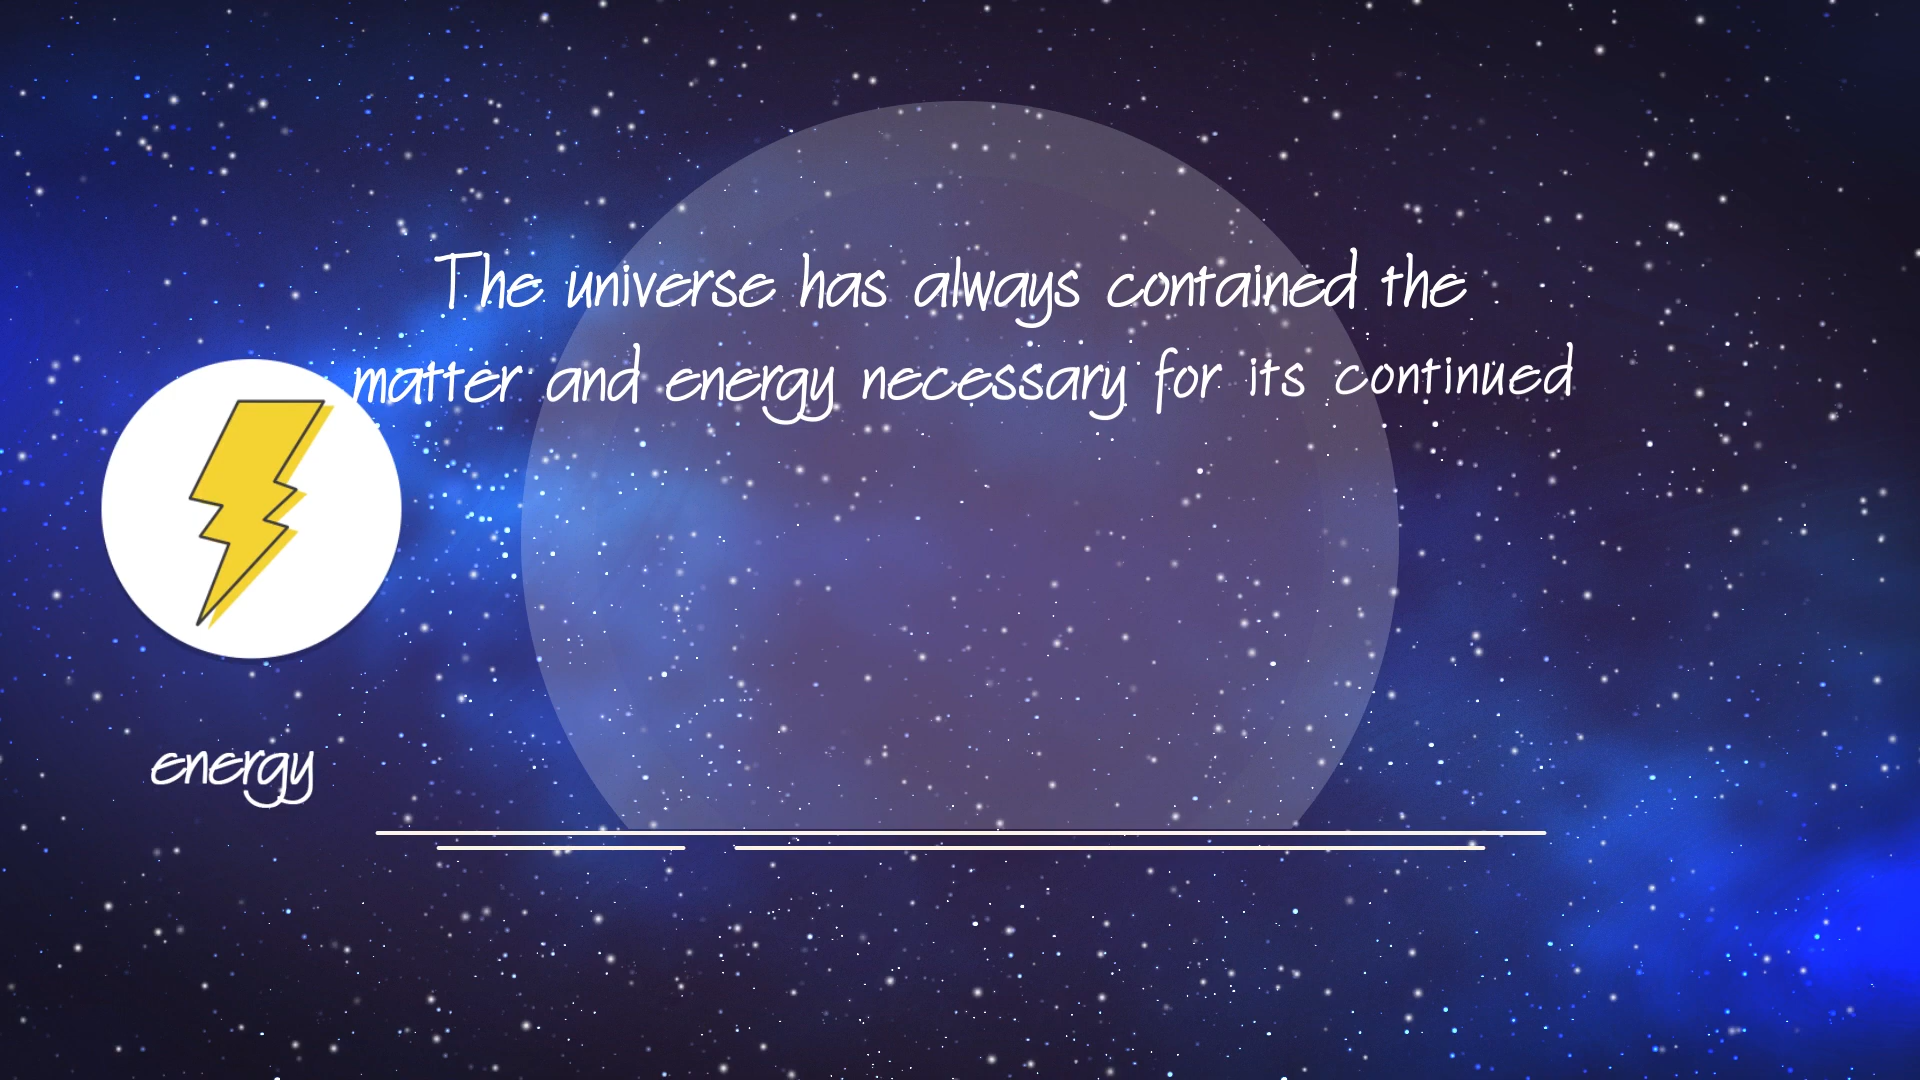 The universe has always contained the
matter and energy necessary for its continued
energy